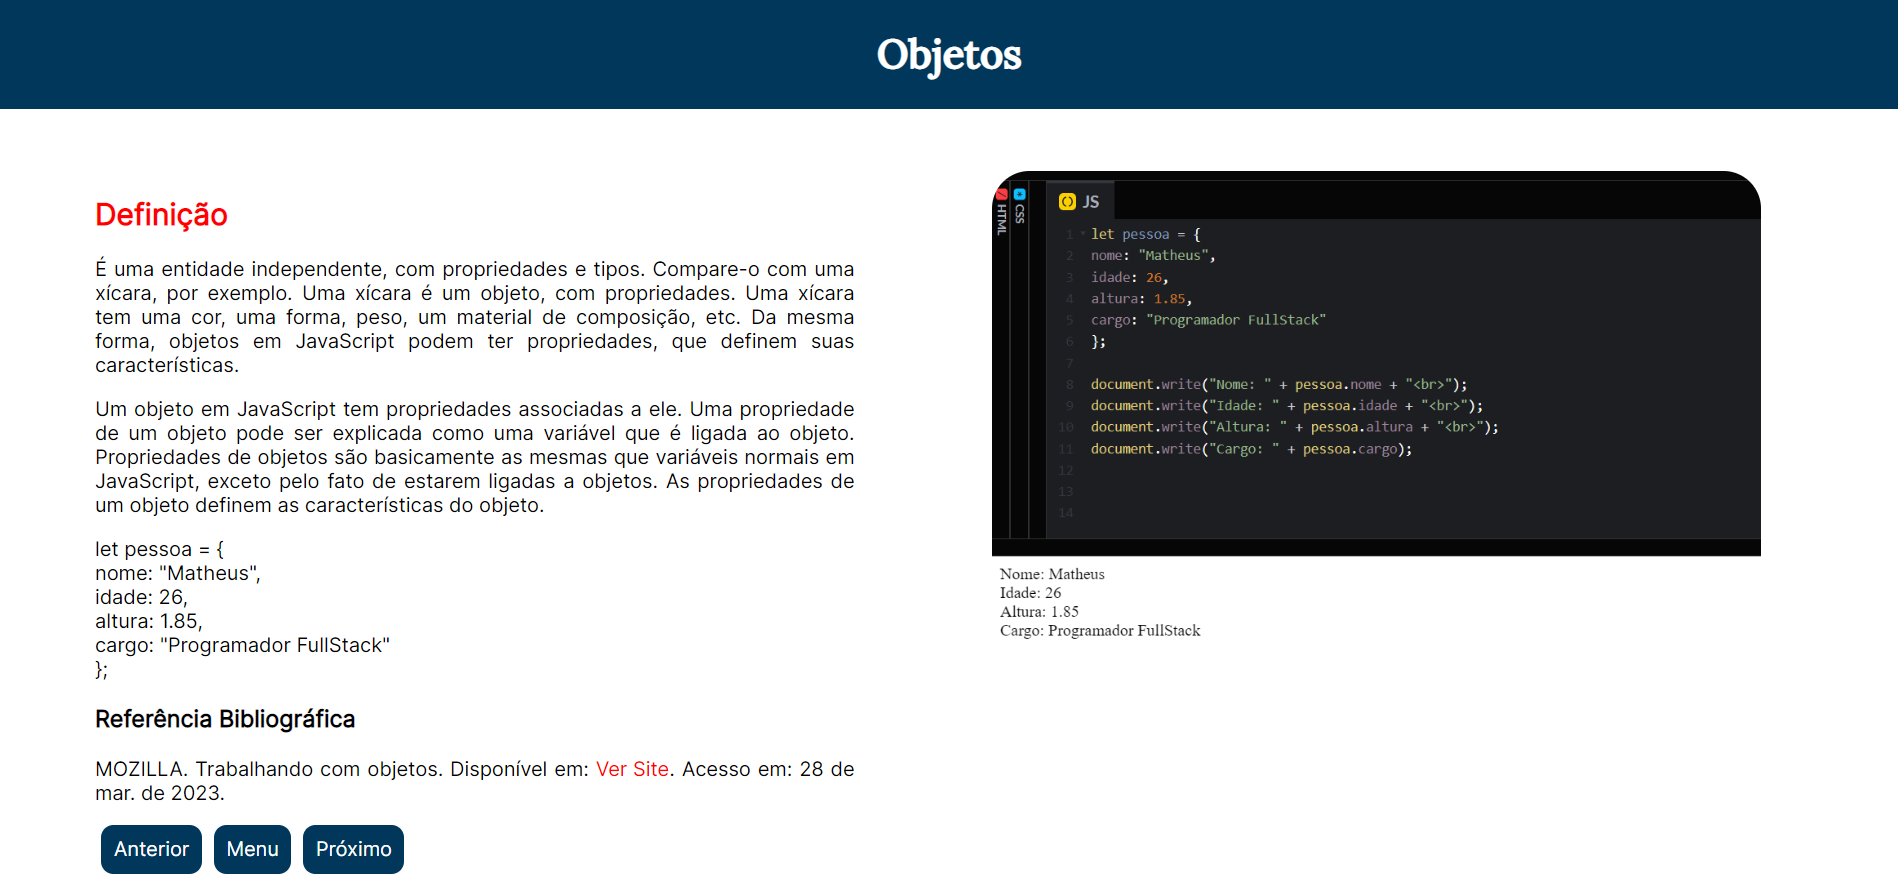 Objetos
Definição
É uma entidade independente, com propriedades e tipos. Compare-o com uma
xícara, por exemplo. Uma xícara é um objeto, com propriedades. Uma xícara
tem uma cor, uma forma, peso, um material de composição, etc. Da mesma
forma, objetos em JavaScript podem ter propriedades, que definem suas
características.
Um objeto em JavaScript tem propriedades associadas a ele. Uma propriedade
de um objeto pode ser explicada como uma variável que é ligada ao objeto.
Propriedades de objetos são basicamente as mesmas que variáveis normais em
JavaScript, exceto pelo fato de estarem ligadas a objetos. As propriedades de
um objeto definem as características do objeto.
let pessoa = {
nome: "Matheus",
idade: 26,
altura: 1.85,
cargo: "Programador FullStack"
};
Referência Bibliográfica
MOZILLA. Trabalhando com objetos. Disponível em: Ver Site. Acesso em: 28 de
mar. de 2023.
Anterior Menu Próximo
HTML
CSS
JS
1 let pessoa = {
2 nome: "Matheus",
3 idade: 26,
4 altura: 1.85,
5 cargo: "Programador FullStack"
6 };
7
8 document.write("Nome: " + pessoa.nome + "<br>");
9 document.write("Idade: " + pessoa.idade + "<br>");
10 document.write("Altura: " + pessoa.altura + "<br>");
11 document.write("Cargo: " + pessoa.cargo);
12
13
14
Nome: Matheus
Idade: 26
Altura: 1.85
Cargo: Programador FullStack